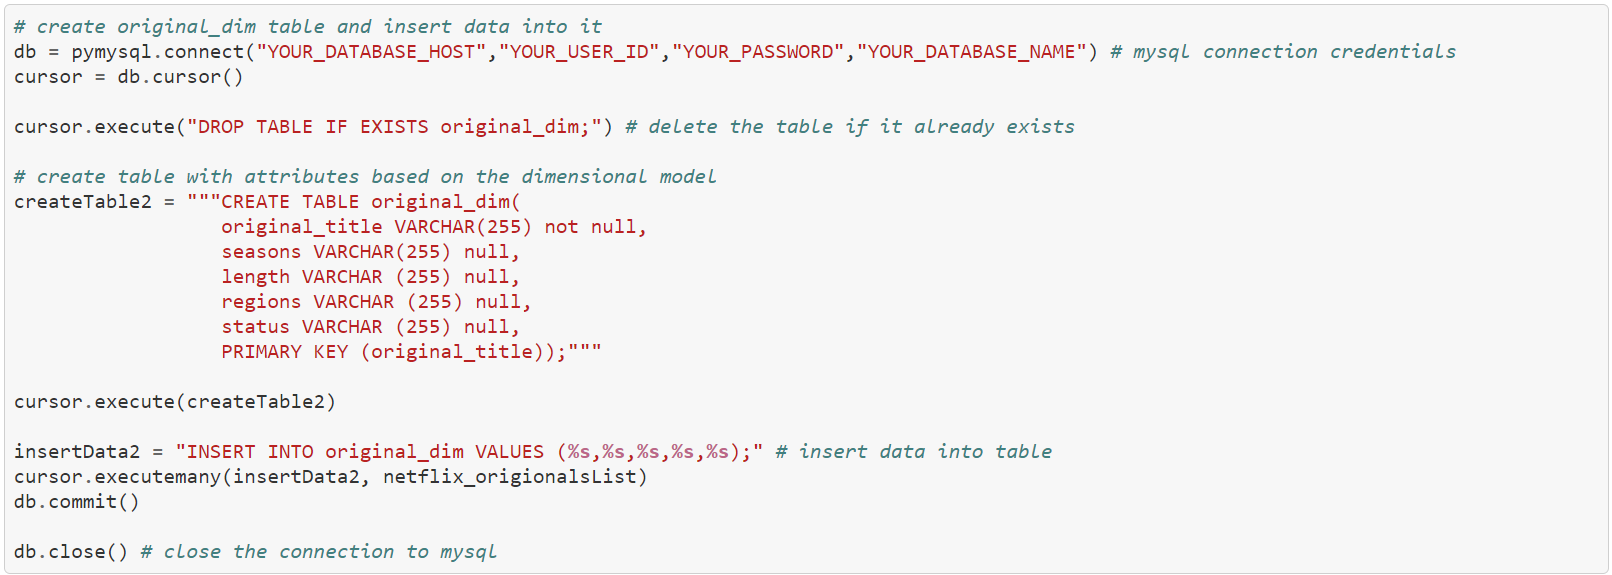 # create original_dim table and insert data into it
db = pymysql.connect("YOUR_DATABASE_HOST","YOUR_USER_ID","YOUR_PASSWORD","YOUR_DATABASE_NAME") # mysql connection credentials
cursor = db.cursor()

cursor.execute("DROP TABLE IF EXISTS original_dim;") # delete the table if it already exists

# create table with attributes based on the dimensional model
createTable2 = """CREATE TABLE original_dim(
                  original_title VARCHAR(255) not null,
                  seasons VARCHAR(255) null,
                  length VARCHAR (255) null,
                  regions VARCHAR (255) null,
                  status VARCHAR (255) null,
                  PRIMARY KEY (original_title));"""

cursor.execute(createTable2)

insertData2 = "INSERT INTO original_dim VALUES (%s,%s,%s,%s,%s);" # insert data into table
cursor.executemany(insertData2, netflix_origionalsList)
db.commit()

db.close() # close the connection to mysql